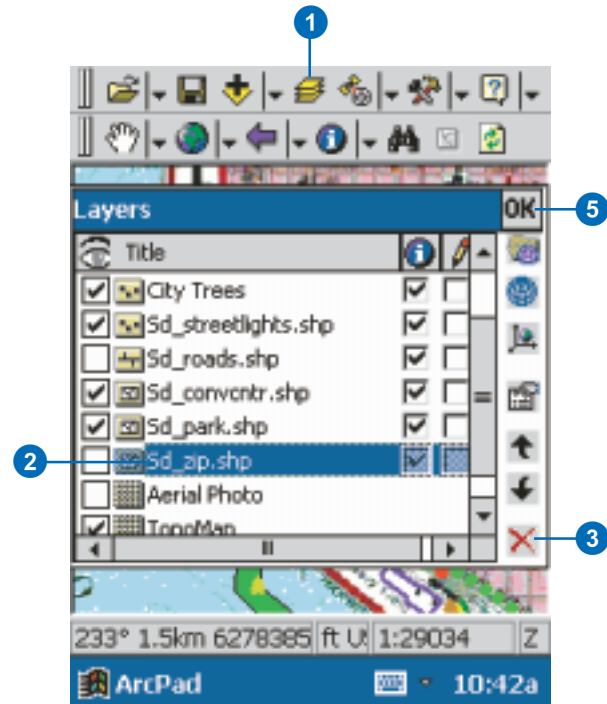 1
Layers OK 5
Title
City Trees
Sd_streetlights.shp
Sd_roads.shp
Sd_convcntr.shp
Sd_park.shp
2 Sd_zip.shp
Aerial Photo
TopoMap
3
233° 1.5km 6278385 ft 1:29034 Z
ArcPad 10:42a